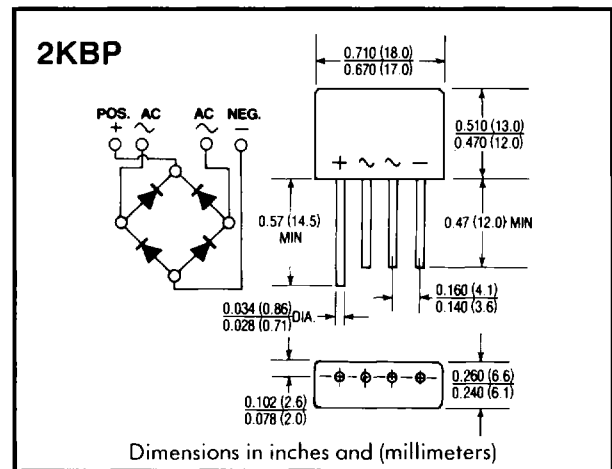 2KBP
POS. AC AC NEG.
+ ~ ~ −
0.710 (18.0)
0.670 (17.0)
+ ~ ~ −
0.510 (13.0)
0.470 (12.0)
0.57 (14.5)
MIN
0.47 (12.0) MIN
0.034 (0.86)
0.028 (0.71)
DIA.
0.160 (4.1)
0.140 (3.6)
0.102 (2.6)
0.078 (2.0)
0.260 (6.6)
0.240 (6.1)
Dimensions in inches and (millimeters)